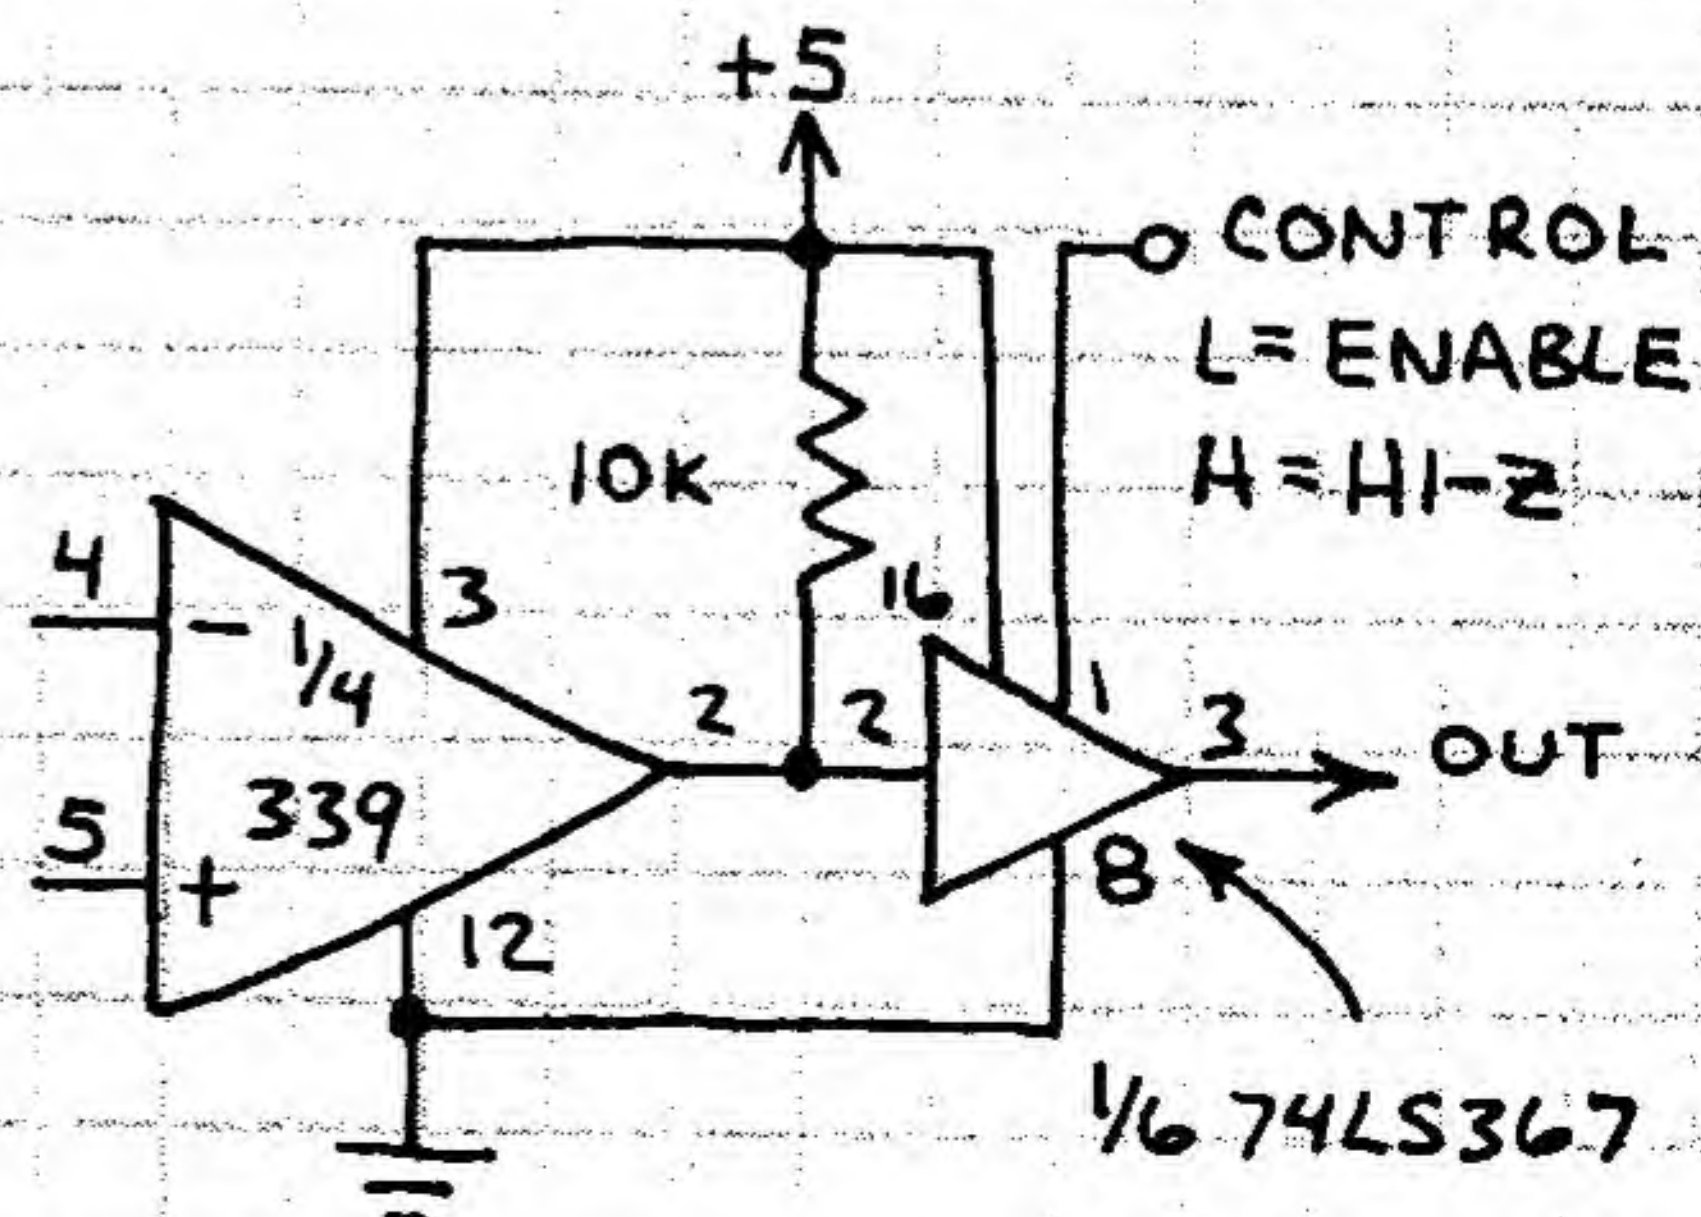 +5
CONTROL
L = ENABLE
H = HI-Z
10K
16
4
3
-
1/4
1
2
2
3
OUT
339
5
+
8
12
1/6 74LS367